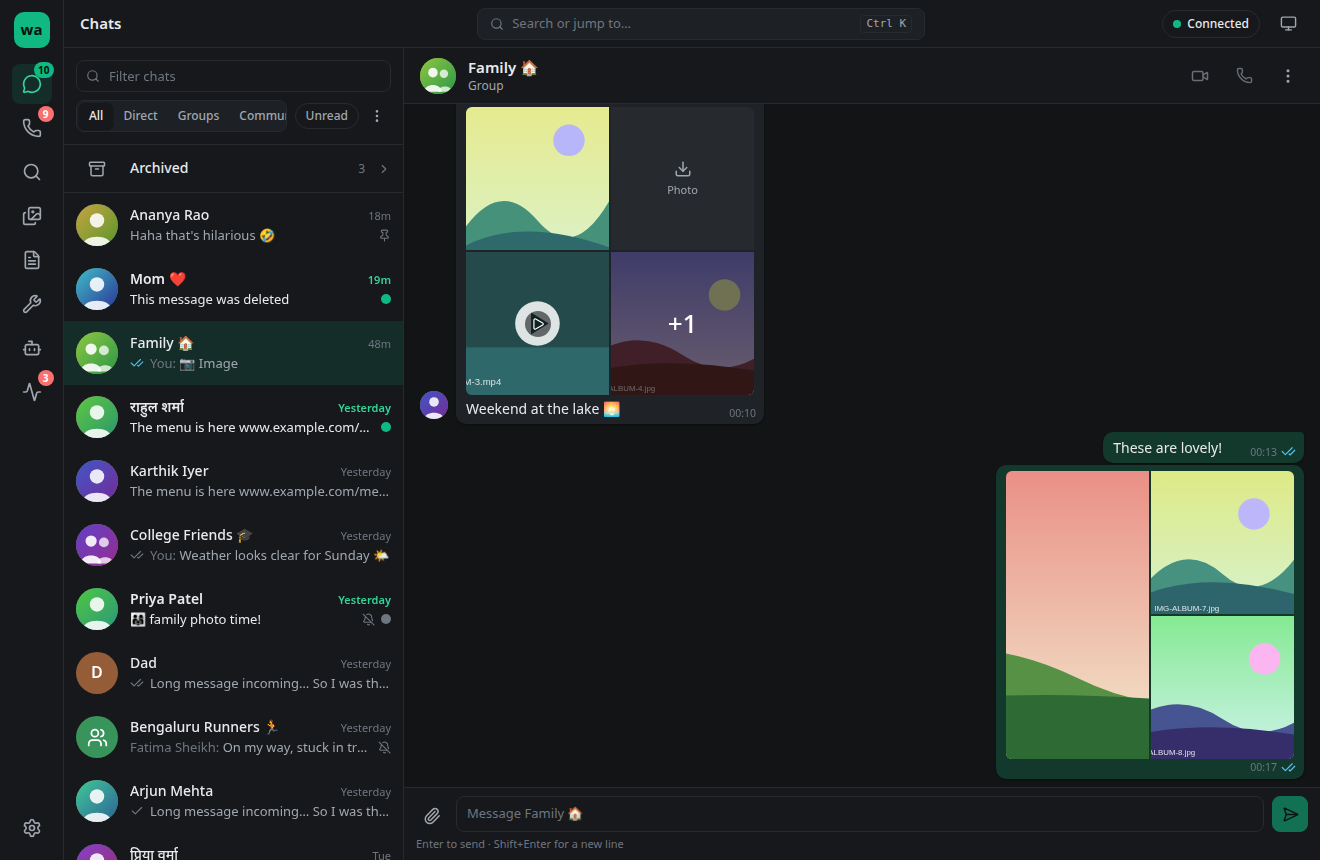 wa
Chats
Search or jump to...
Ctrl K
Connected
10
9
3
Filter chats
All
Direct
Groups
Commu
Unread
Archived
3
Ananya Rao
18m
Haha that's hilarious 🤣
Mom ❤️
19m
This message was deleted
Family 🏠
48m
You: 📷 Image
राहुल शर्मा
Yesterday
The menu is here www.example.com/...
Karthik Iyer
Yesterday
The menu is here www.example.com/me...
College Friends 🎓
Yesterday
You: Weather looks clear for Sunday 🌤️
Priya Patel
Yesterday
👨‍👩‍👧‍👦 family photo time!
D
Dad
Yesterday
Long message incoming... So I was th...
Bengaluru Runners 🏃
Yesterday
Fatima Sheikh: On my way, stuck in tr...
Arjun Mehta
Yesterday
Long message incoming... So I was th...
प्रिया वर्मा
Tue
Family 🏠
Group
Photo
M-3.mp4
+1
ALBUM-4.jpg
Weekend at the lake 🌅
00:10
These are lovely!
00:13
IMG-ALBUM-7.jpg
ALBUM-8.jpg
00:17
Message Family 🏠
Enter to send · Shift+Enter for a new line